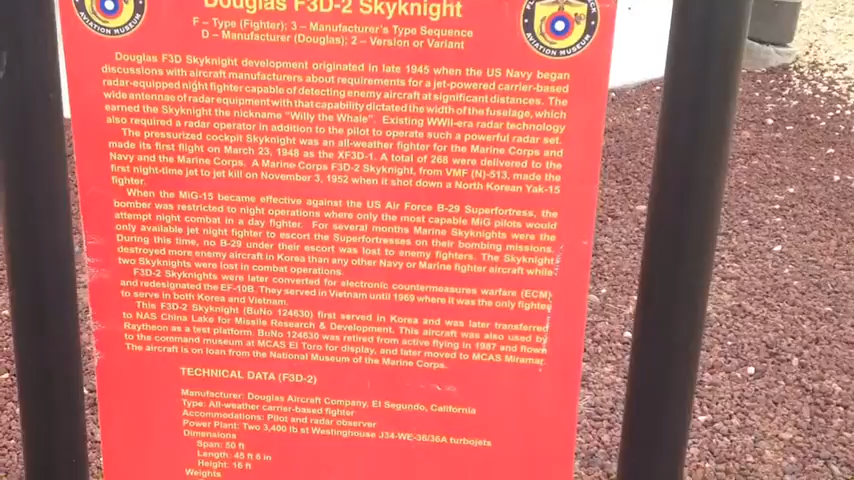 Douglas F3D-2 Skyknight
F – Type (Fighter); 3 – Manufacturer's Type Sequence
D – Manufacturer (Douglas); 2 – Version or Variant
AVIATION MUSEUM
AVIATION MUSEUM
Douglas F3D Skyknight development originated in late 1945 when the US Navy began
discussions with aircraft manufacturers about requirements for a jet-powered carrier-based
radar-equipped night fighter capable of detecting enemy aircraft at significant distances. The
wide antennae of radar equipment with that capability dictated the width of the fuselage, which
earned the Skyknight the nickname "Willy the Whale". Existing WWII-era radar technology
also required a radar operator in addition to the pilot to operate such a powerful radar set.
The pressurized cockpit Skyknight was an all-weather fighter for the Marine Corps and
made its first flight on March 23, 1948 as the XF3D-1. A total of 268 were delivered to the
Navy and the Marine Corps. A Marine Corps F3D-2 Skyknight, from VMF (N)-513, made the
first night-time jet to jet kill on November 3, 1952 when it shot down a North Korean Yak-15
fighter.
When the MiG-15 became effective against the US Air Force B-29 Superfortress, the
bomber was restricted to night operations where only the most capable MiG pilots would
attempt night combat in a day fighter. For several months Marine Skyknights were the
only available jet night fighter to escort the Superfortresses on their bombing missions.
During this time, no B-29 under their escort was lost to enemy fighters. The Skyknight
destroyed more enemy aircraft in Korea than any other Navy or Marine fighter aircraft while
two Skyknights were lost in combat operations.
F3D-2 Skyknights were later converted for electronic countermeasures warfare (ECM)
and redesignated the EF-10B. They served in Vietnam until 1969 where it was the only fighter
to serve in both Korea and Vietnam.
This F3D-2 Skyknight (BuNo 124630) first served in Korea and was later transferred
to NAS China Lake for Missile Research & Development. This aircraft was also used by
Raytheon as a test platform. BuNo 124630 was retired from active flying in 1987 and flown
to the command museum at MCAS El Toro for display, and later moved to MCAS Miramar.
The aircraft is on loan from the National Museum of the Marine Corps.
TECHNICAL DATA (F3D-2)
Manufacturer: Douglas Aircraft Company, El Segundo, California
Type: All-weather carrier-based fighter
Accommodations: Pilot and radar observer
Power Plant: Two 3,400 lb st Westinghouse J34-WE-36/36A turbojets
Dimensions
Span: 50 ft
Length: 45 ft 6 in
Height: 16 ft
Weights